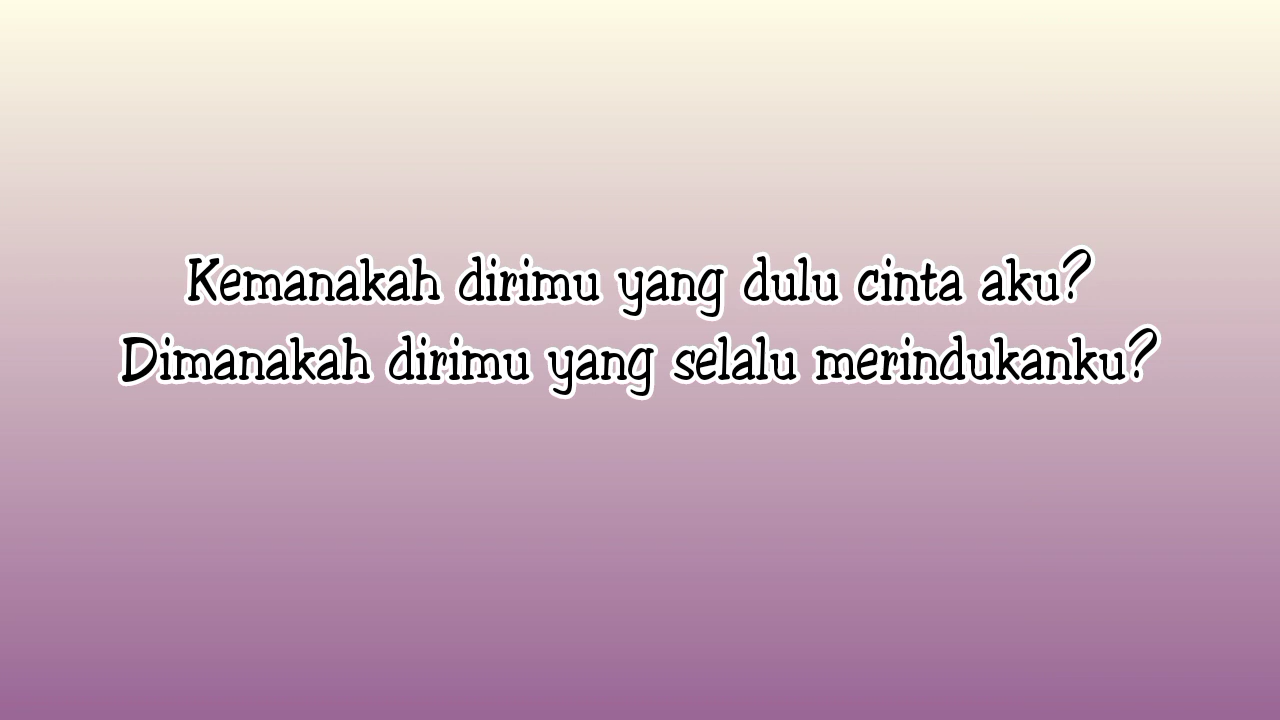 Kemanakah dirimu yang dulu cinta aku?
Dimanakah dirimu yang selalu merindukanku?